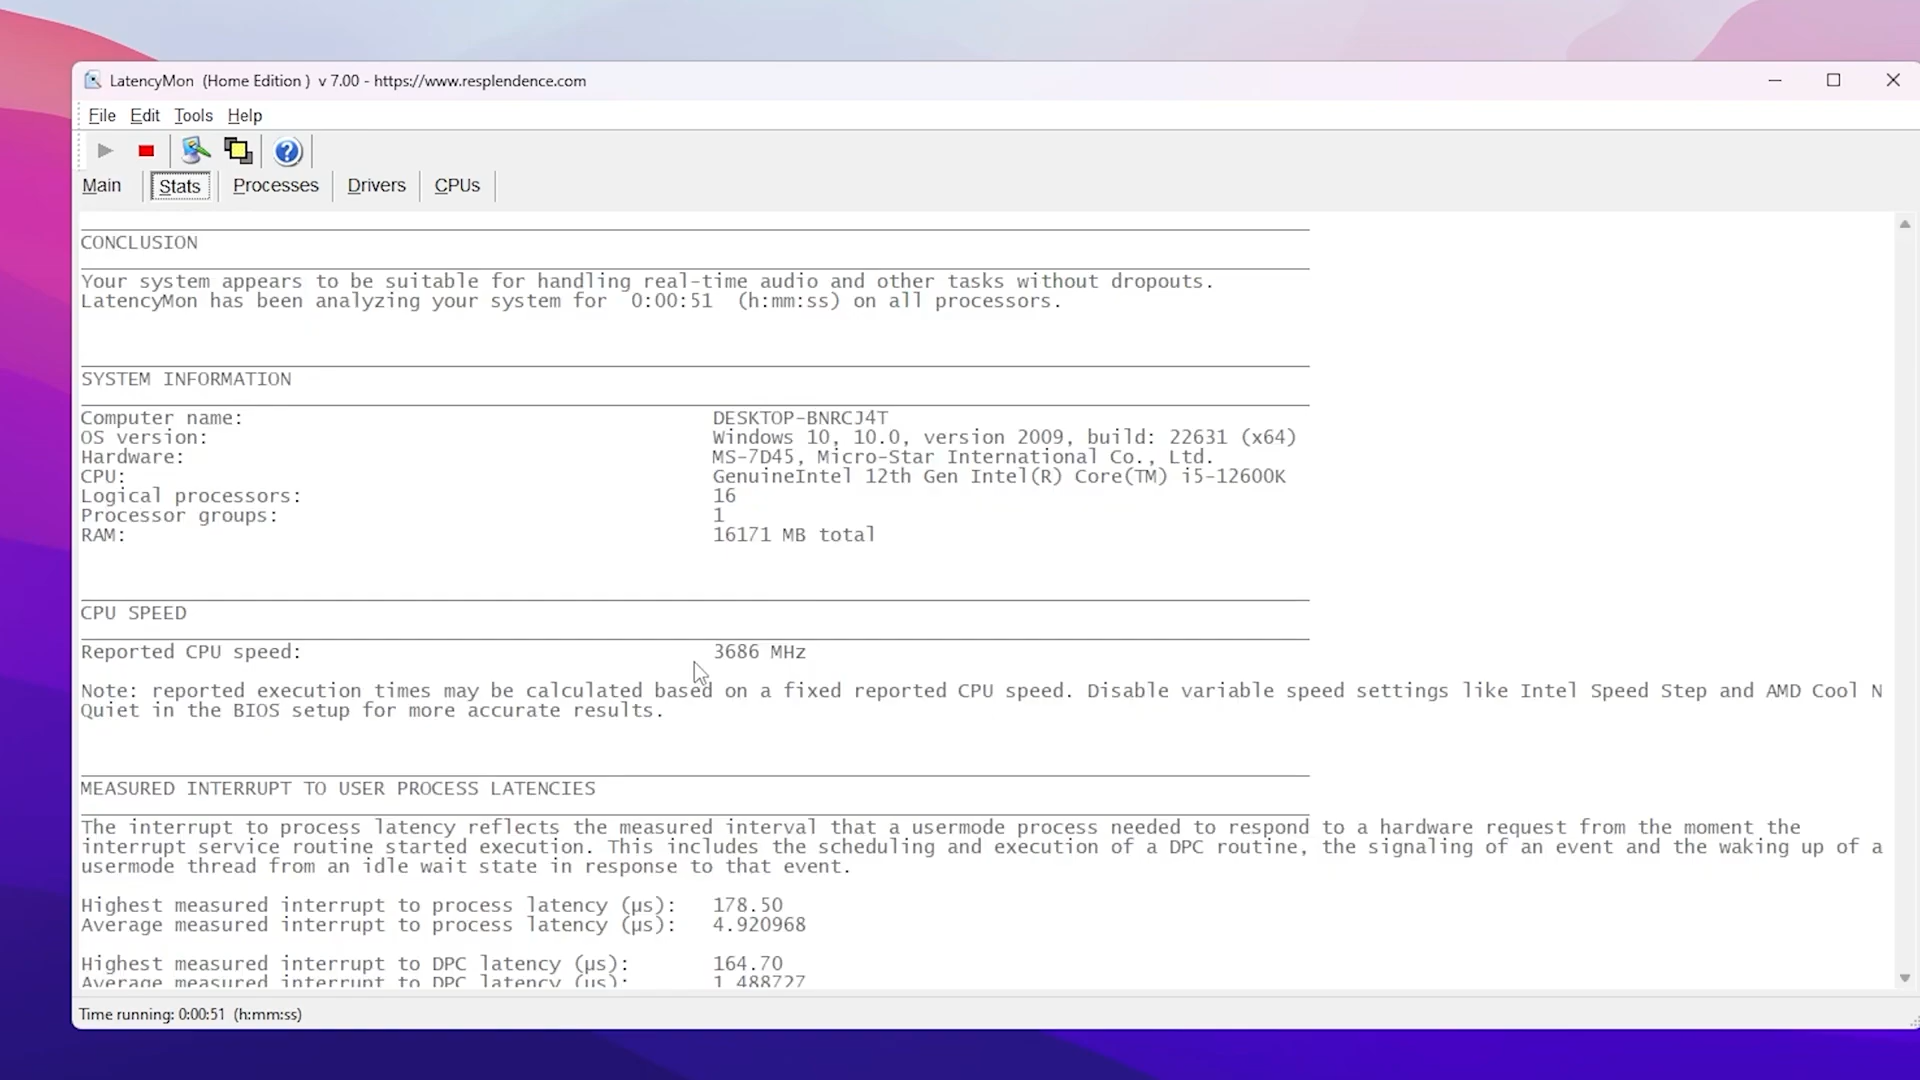 LatencyMon (Home Edition ) v 7.00 - https://www.resplendence.com
File Edit Tools Help
Main Stats Processes Drivers CPUs
CONCLUSION
Your system appears to be suitable for handling real-time audio and other tasks without dropouts.
LatencyMon has been analyzing your system for 0:00:51 (h:mm:ss) on all processors.
SYSTEM INFORMATION
Computer name: DESKTOP-BNRCJ4T
OS version: Windows 10, 10.0, version 2009, build: 22631 (x64)
Hardware: MS-7D45, Micro-Star International Co., Ltd.
CPU: GenuineIntel 12th Gen Intel(R) Core(TM) i5-12600K
Logical processors: 16
Processor groups: 1
RAM: 16171 MB total
CPU SPEED
Reported CPU speed: 3686 MHz
Note: reported execution times may be calculated based on a fixed reported CPU speed. Disable variable speed settings like Intel Speed Step and AMD Cool N
Quiet in the BIOS setup for more accurate results.
MEASURED INTERRUPT TO USER PROCESS LATENCIES
The interrupt to process latency reflects the measured interval that a usermode process needed to respond to a hardware request from the moment the
interrupt service routine started execution. This includes the scheduling and execution of a DPC routine, the signaling of an event and the waking up of a
usermode thread from an idle wait state in response to that event.
Highest measured interrupt to process latency (µs): 178.50
Average measured interrupt to process latency (µs): 4.920968
Highest measured interrupt to DPC latency (µs): 164.70
Average measured interrupt to DPC latency (µs): 1.488727
Time running: 0:00:51 (h:mm:ss)